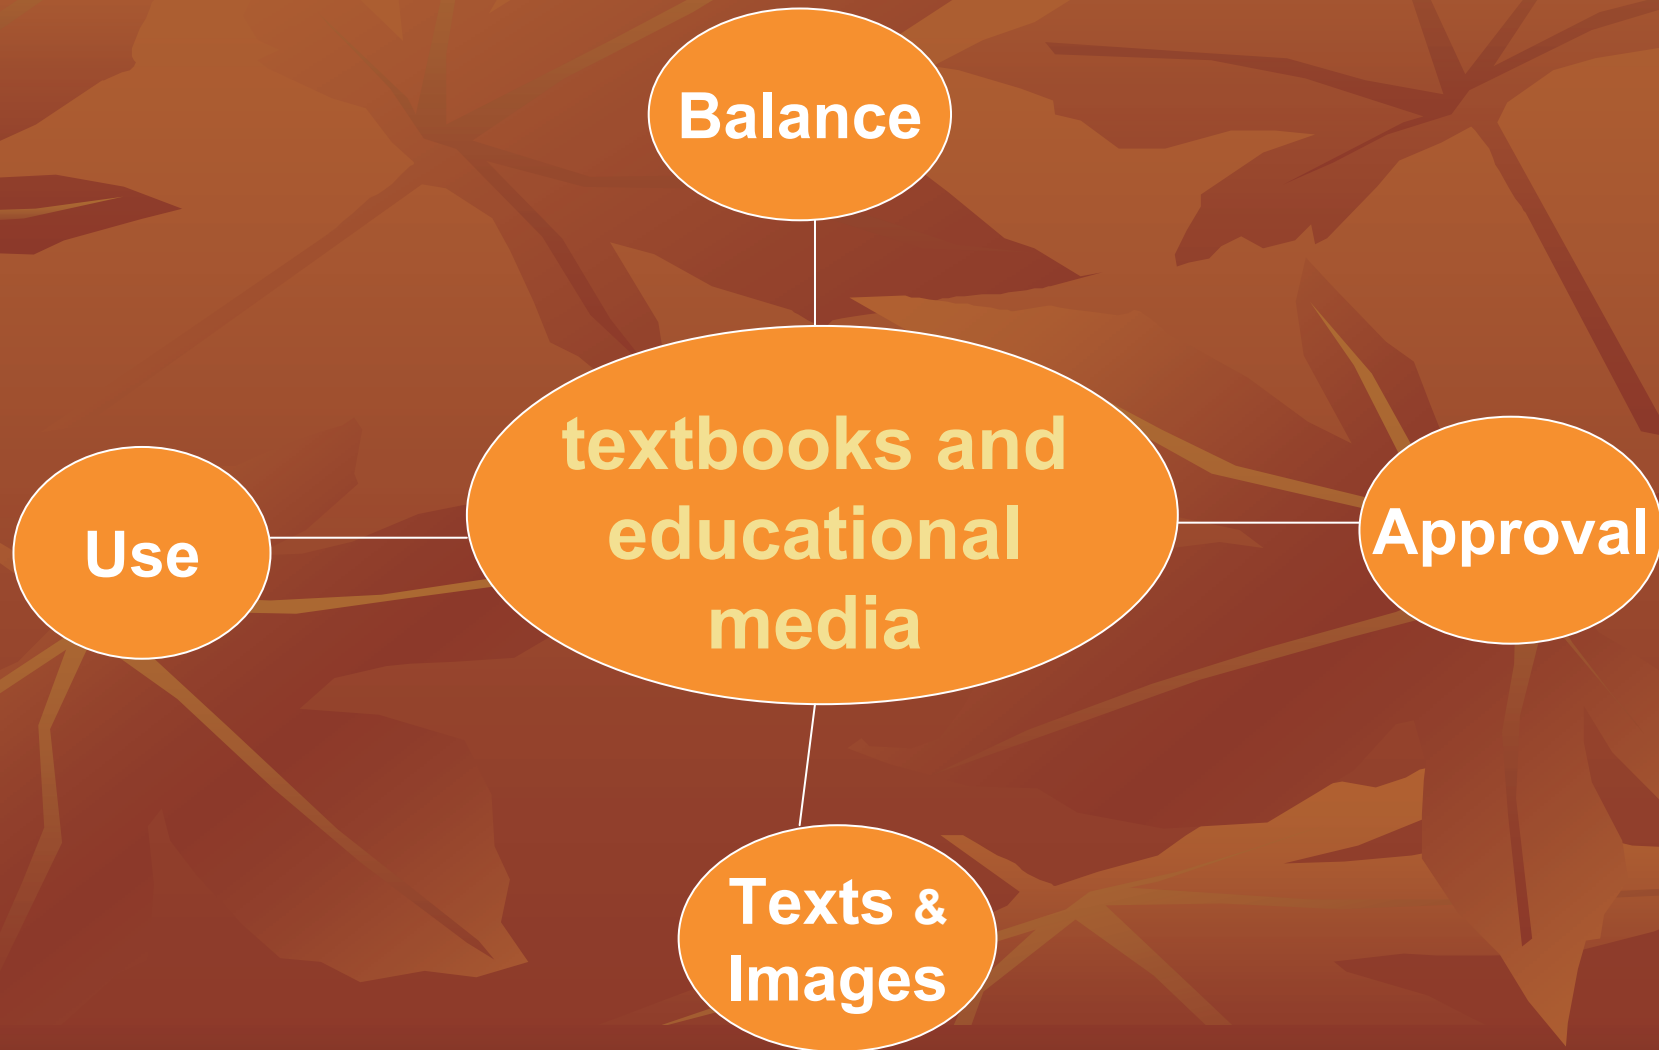 Balance
textbooks and
educational
media
Use
Approval
Texts &
Images